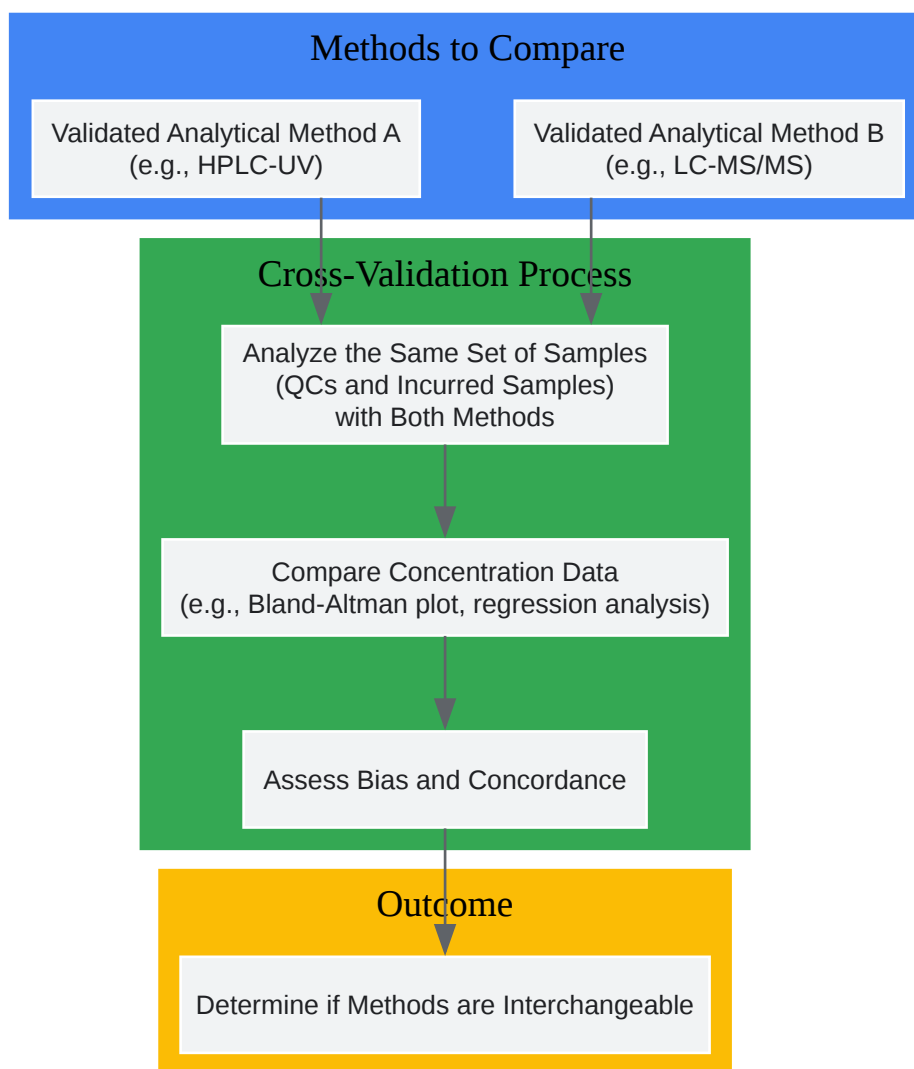 Methods to Compare
Validated Analytical Method A
(e.g., HPLC-UV)
Validated Analytical Method B
(e.g., LC-MS/MS)
Cross-Validation Process
Analyze the Same Set of Samples
(QCs and Incurred Samples)
with Both Methods
Compare Concentration Data
(e.g., Bland-Altman plot, regression analysis)
Assess Bias and Concordance
Outcome
Determine if Methods are Interchangeable